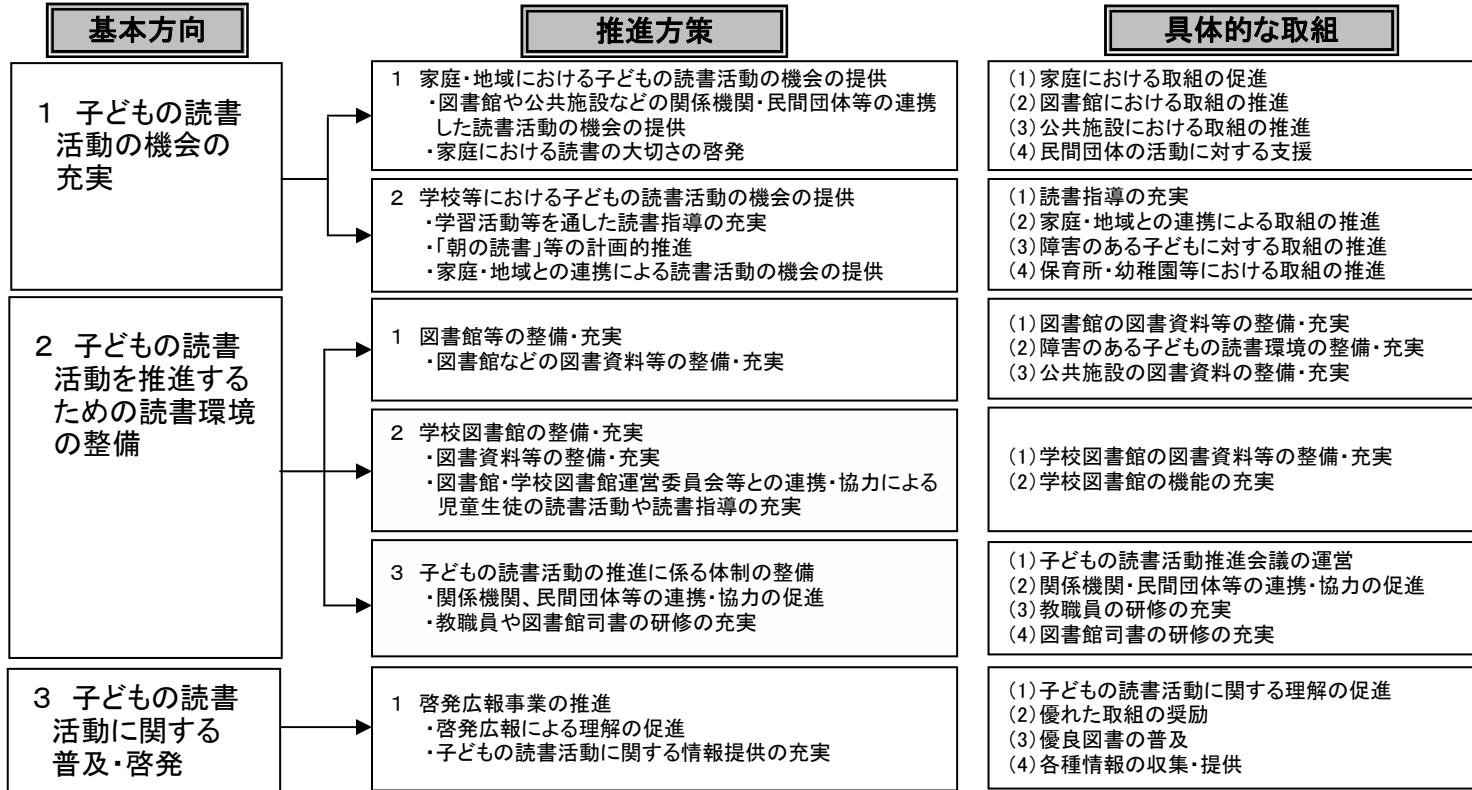 基本方向
推進方策
具体的な取組
1 子どもの読書
活動の機会の
充実
1 家庭・地域における子どもの読書活動の機会の提供
・図書館や公共施設などの関係機関・民間団体等の連携
した読書活動の機会の提供
・家庭における読書の大切さの啓発
(1)家庭における取組の促進
(2)図書館における取組の推進
(3)公共施設における取組の推進
(4)民間団体の活動に対する支援
2 学校等における子どもの読書活動の機会の提供
・学習活動等を通した読書指導の充実
・「朝の読書」等の計画的推進
・家庭・地域との連携による読書活動の機会の提供
(1)読書指導の充実
(2)家庭・地域との連携による取組の推進
(3)障害のある子どもに対する取組の推進
(4)保育所・幼稚園等における取組の推進
2 子どもの読書
活動を推進する
ための読書環境
の整備
1 図書館等の整備・充実
・図書館などの図書資料等の整備・充実
(1)図書館の図書資料等の整備・充実
(2)障害のある子どもの読書環境の整備・充実
(3)公共施設の図書資料の整備・充実
2 学校図書館の整備・充実
・図書資料等の整備・充実
・図書館・学校図書館運営委員会等との連携・協力による
児童生徒の読書活動や読書指導の充実
(1)学校図書館の図書資料等の整備・充実
(2)学校図書館の機能の充実
3 子どもの読書活動の推進に係る体制の整備
・関係機関、民間団体等の連携・協力の促進
・教職員や図書館司書の研修の充実
(1)子どもの読書活動推進会議の運営
(2)関係機関・民間団体等の連携・協力の促進
(3)教職員の研修の充実
(4)図書館司書の研修の充実
3 子どもの読書
活動に関する
普及・啓発
1 啓発広報事業の推進
・啓発広報による理解の促進
・子どもの読書活動に関する情報提供の充実
(1)子どもの読書活動に関する理解の促進
(2)優れた取組の奨励
(3)優良図書の普及
(4)各種情報の収集・提供